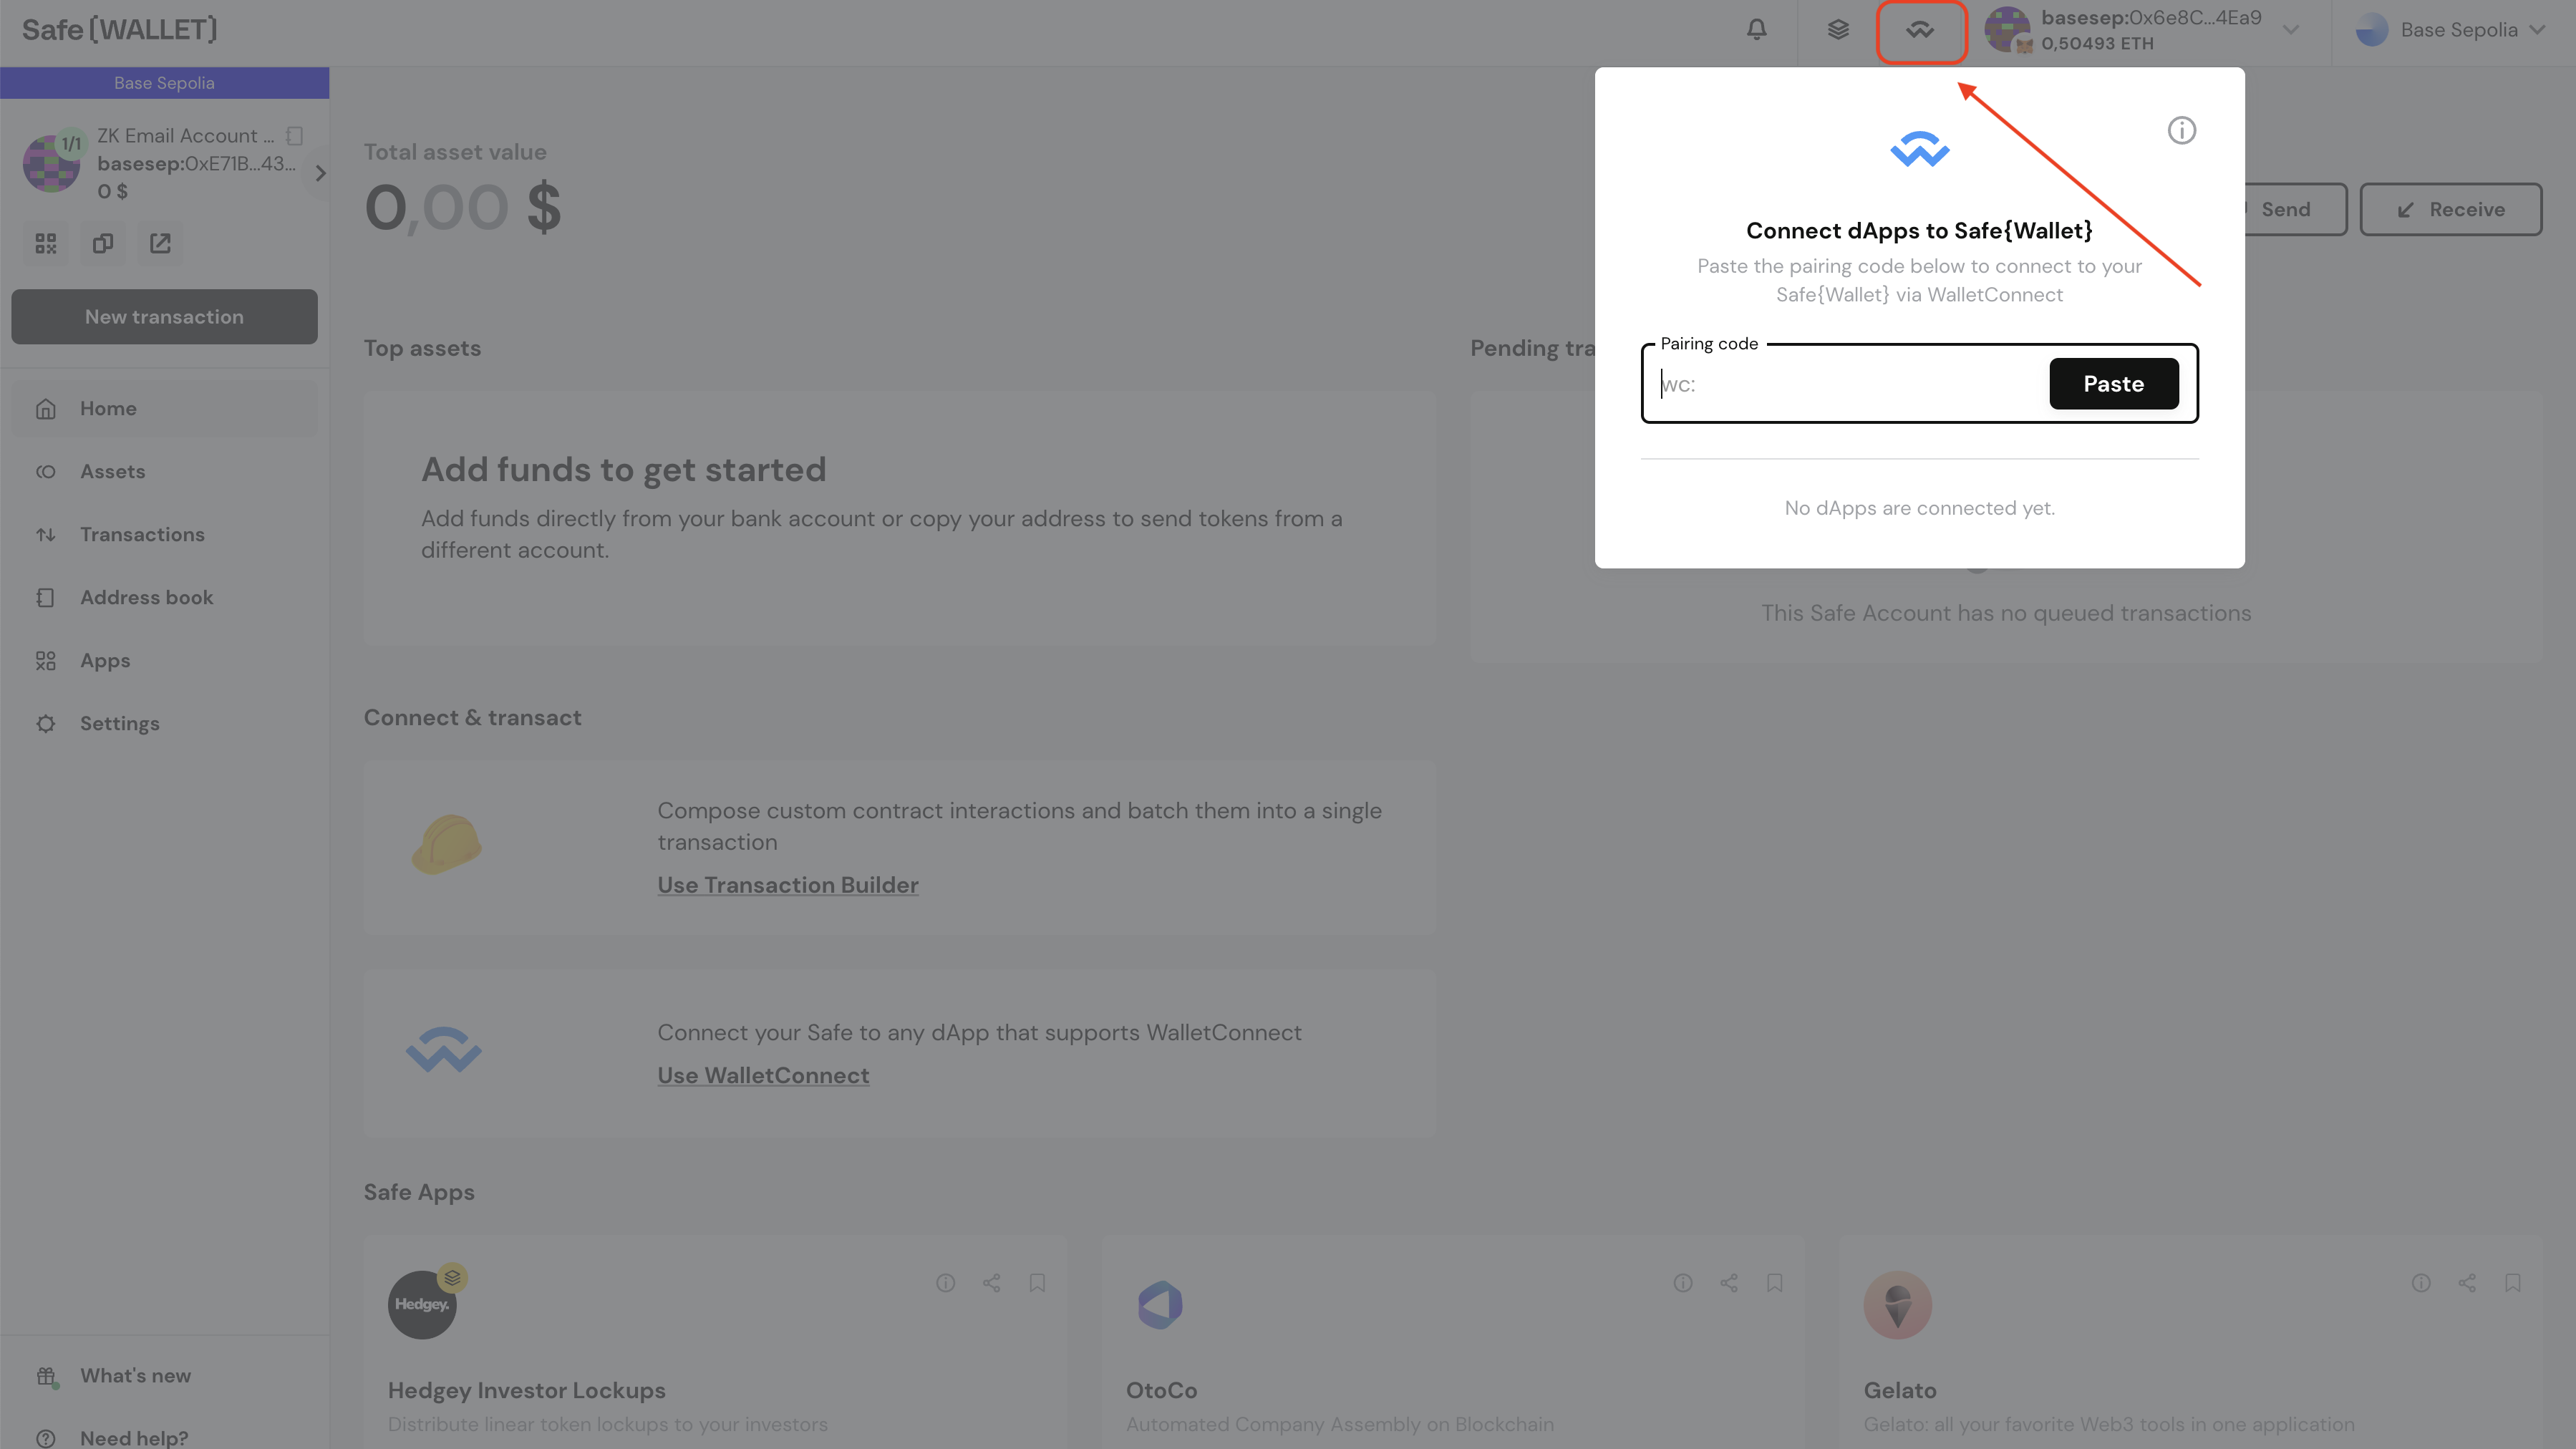 Safe{WALLET}
basesep:0x6e8C...4Ea9
0,50493 ETH
Base Sepolia
Base Sepolia
1/1
ZK Email Account ...
basesep:0xE71B...43...
0 $
New transaction
Home
Assets
Transactions
Address book
Apps
Settings
What's new
Need help?
Total asset value
0,00 $
Send
Receive
Top assets
Pending tra
Add funds to get started
Add funds directly from your bank account or copy your address to send tokens from a
different account.
This Safe Account has no queued transactions
Connect dApps to Safe{Wallet}
Paste the pairing code below to connect to your
Safe{Wallet} via WalletConnect
Pairing code
wc:
Paste
No dApps are connected yet.
Connect & transact
Compose custom contract interactions and batch them into a single
transaction
Use Transaction Builder
Connect your Safe to any dApp that supports WalletConnect
Use WalletConnect
Safe Apps
Hedgey.
Hedgey Investor Lockups
Distribute linear token lockups to your investors
OtoCo
Automated Company Assembly on Blockchain
Gelato
Gelato: all your favorite Web3 tools in one application